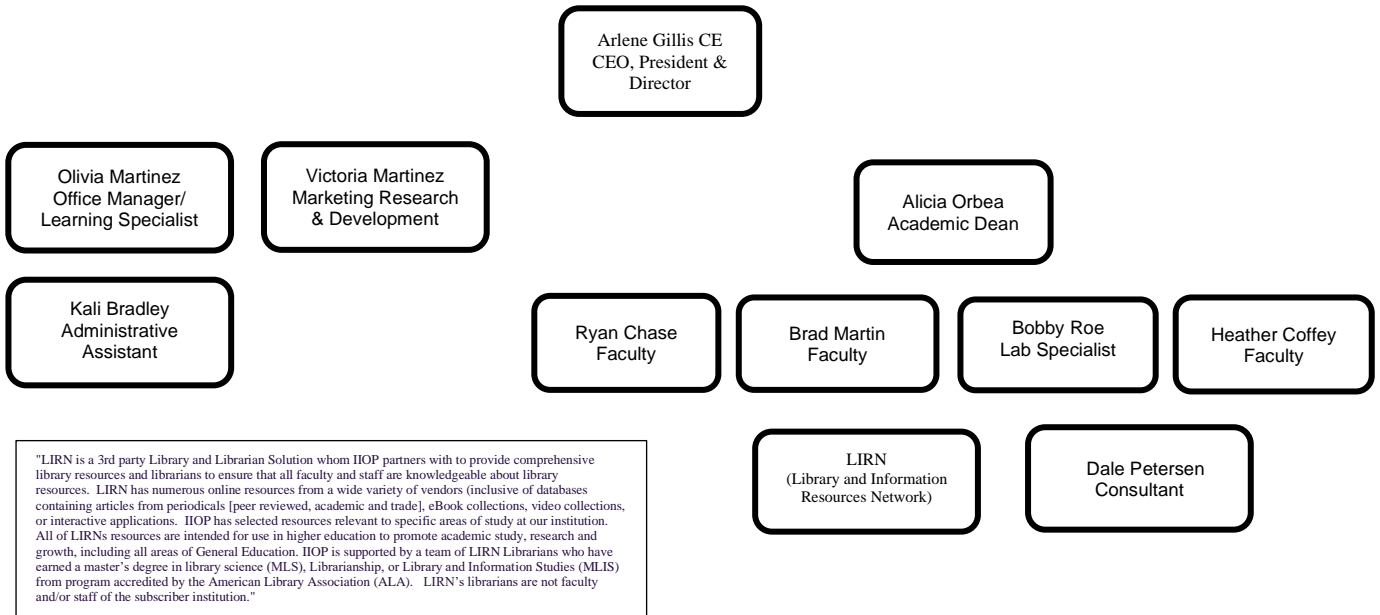 Arlene Gillis CE
CEO, President &
Director
Olivia Martinez
Office Manager/
Learning Specialist
Victoria Martinez
Marketing Research
& Development
Alicia Orbea
Academic Dean
Kali Bradley
Administrative
Assistant
Ryan Chase
Faculty
Brad Martin
Faculty
Bobby Roe
Lab Specialist
Heather Coffey
Faculty
LIRN
(Library and Information
Resources Network)
Dale Petersen
Consultant
"LIRN is a 3rd party Library and Librarian Solution whom IIOP partners with to provide comprehensive
library resources and librarians to ensure that all faculty and staff are knowledgeable about library
resources.  LIRN has numerous online resources from a wide variety of vendors (inclusive of databases
containing articles from periodicals [peer reviewed, academic and trade], eBook collections, video collections,
or interactive applications.  IIOP has selected resources relevant to specific areas of study at our institution.
All of LIRNs resources are intended for use in higher education to promote academic study, research and
growth, including all areas of General Education. IIOP is supported by a team of LIRN Librarians who have
earned a master's degree in library science (MLS), Librarianship, or Library and Information Studies (MLIS)
from program accredited by the American Library Association (ALA).   LIRN's librarians are not faculty
and/or staff of the subscriber institution."